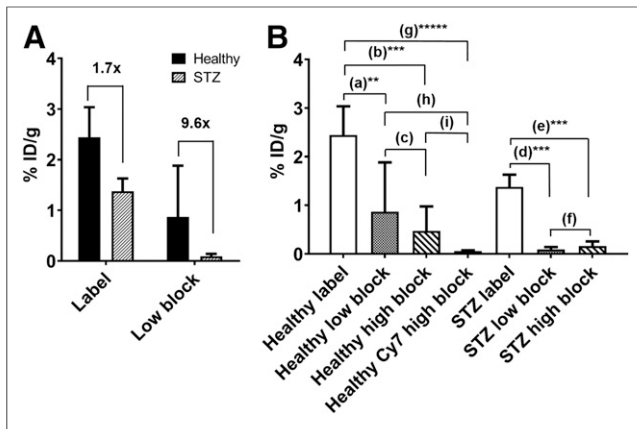 A
Healthy
STZ
1.7x
9.6x
% ID/g
4
3
2
1
0
Label
Low block
B
(g)*****
(b)***
(a)**
(h)
(c)
(i)
(e)***
(d)***
(f)
% ID/g
4
3
2
1
0
Healthy label
Healthy low block
Healthy high block
Healthy Cy7 high block
STZ label
STZ low block
STZ high block